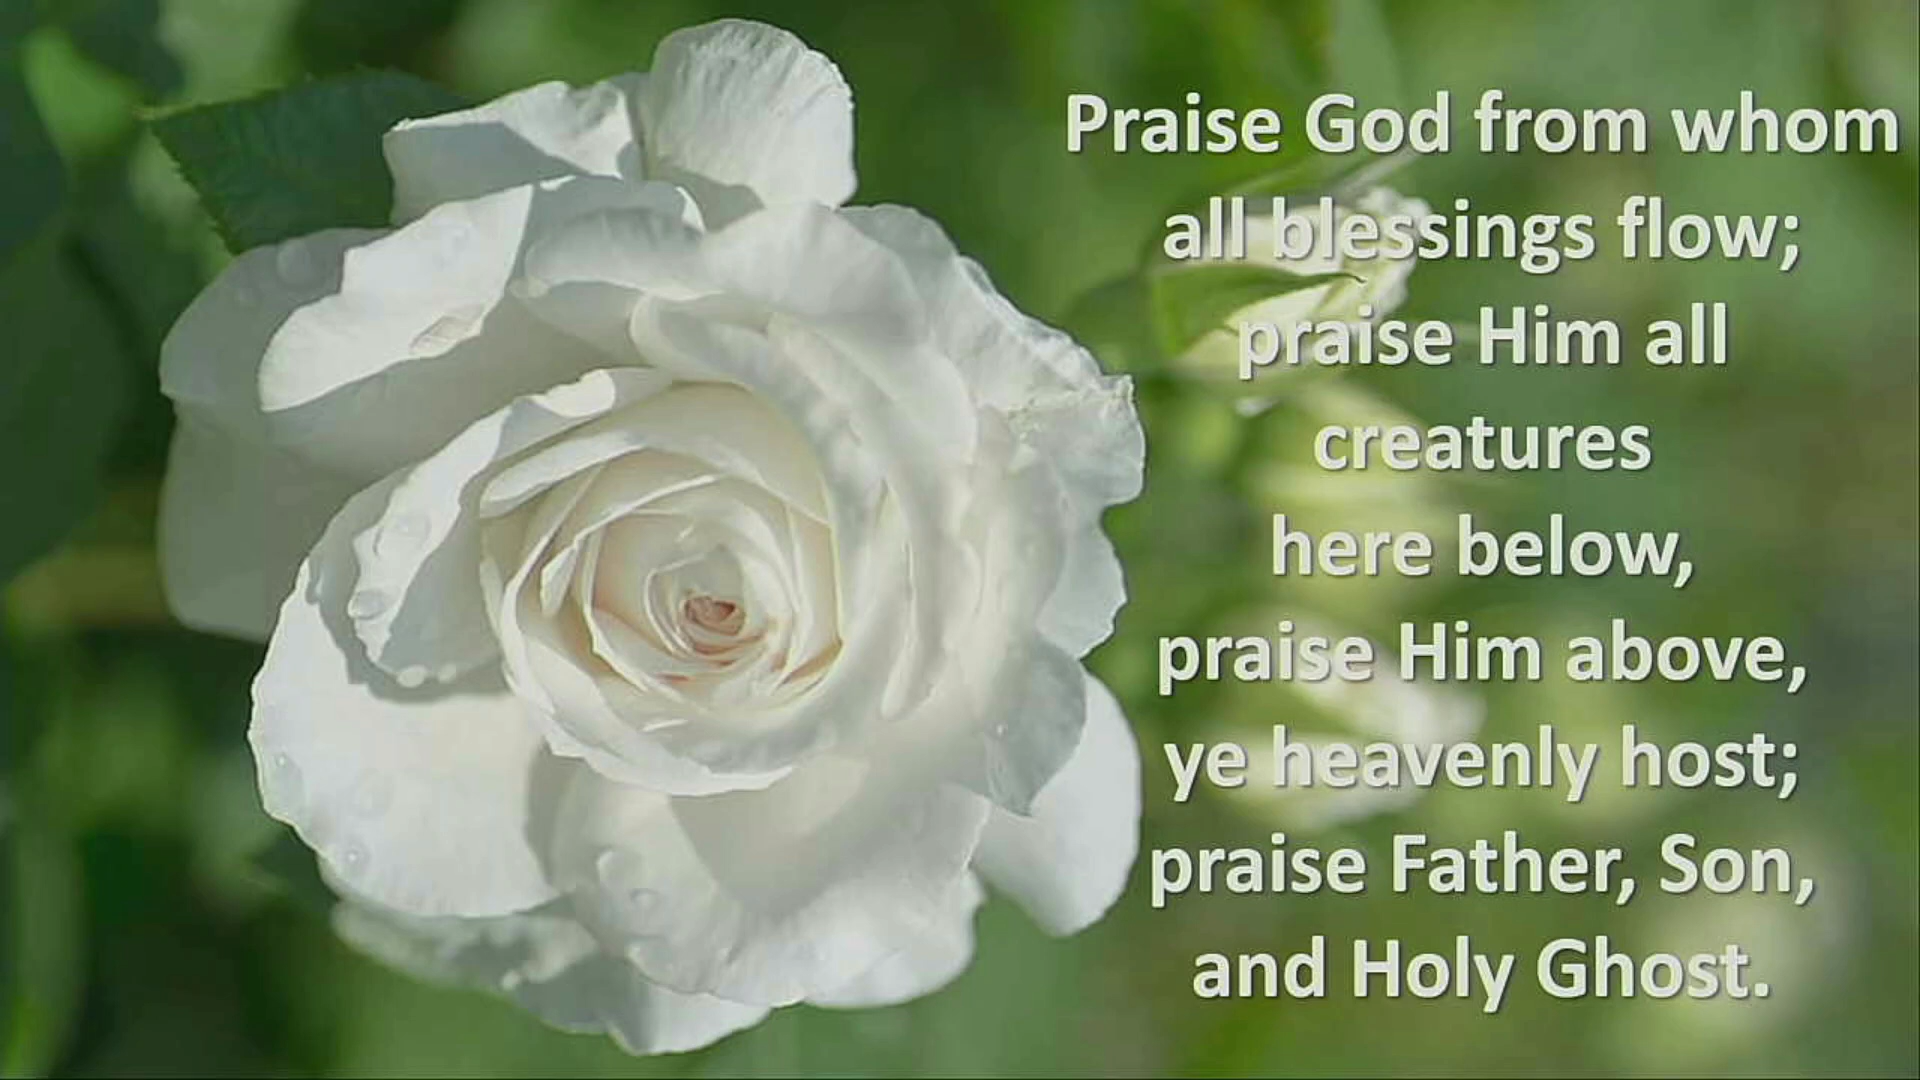 Praise God from whom
all blessings flow;
praise Him all
creatures
here below,
praise Him above,
ye heavenly host;
praise Father, Son,
and Holy Ghost.